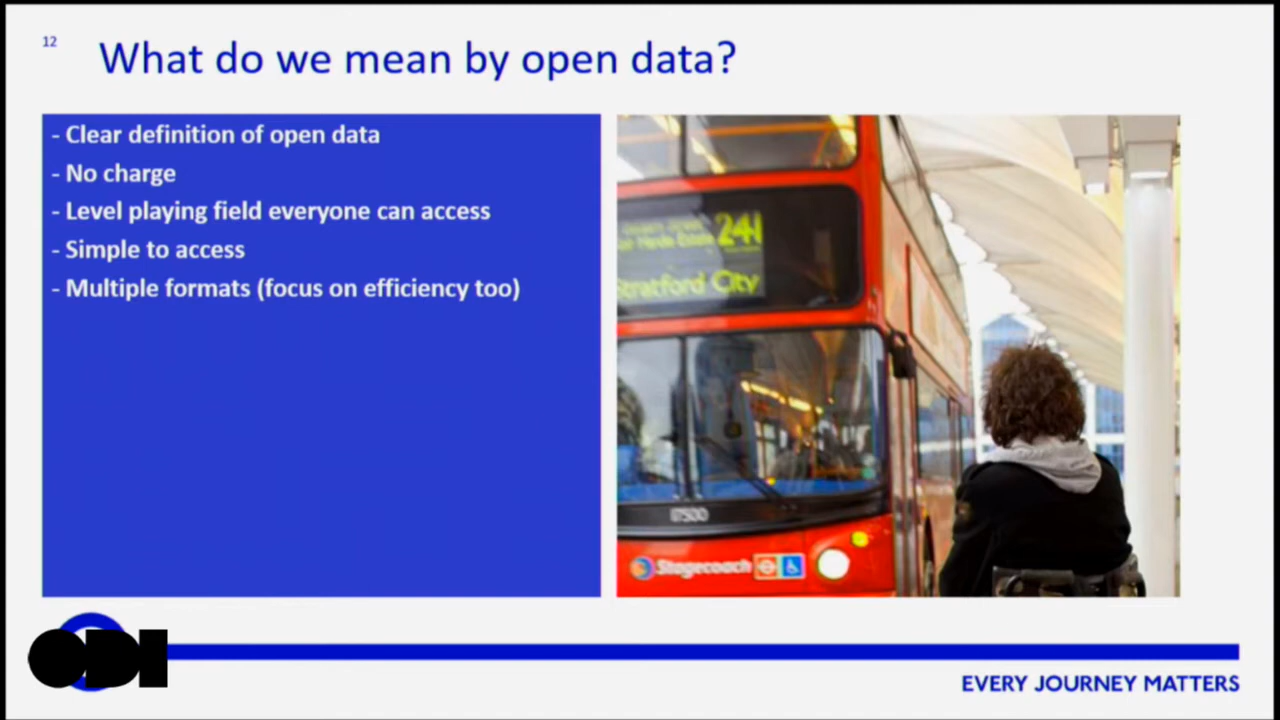 12
What do we mean by open data?
- Clear definition of open data
- No charge
- Level playing field everyone can access
- Simple to access
- Multiple formats (focus on efficiency too)
241
Stratford City
17500
Stagecoach
ODI
EVERY JOURNEY MATTERS